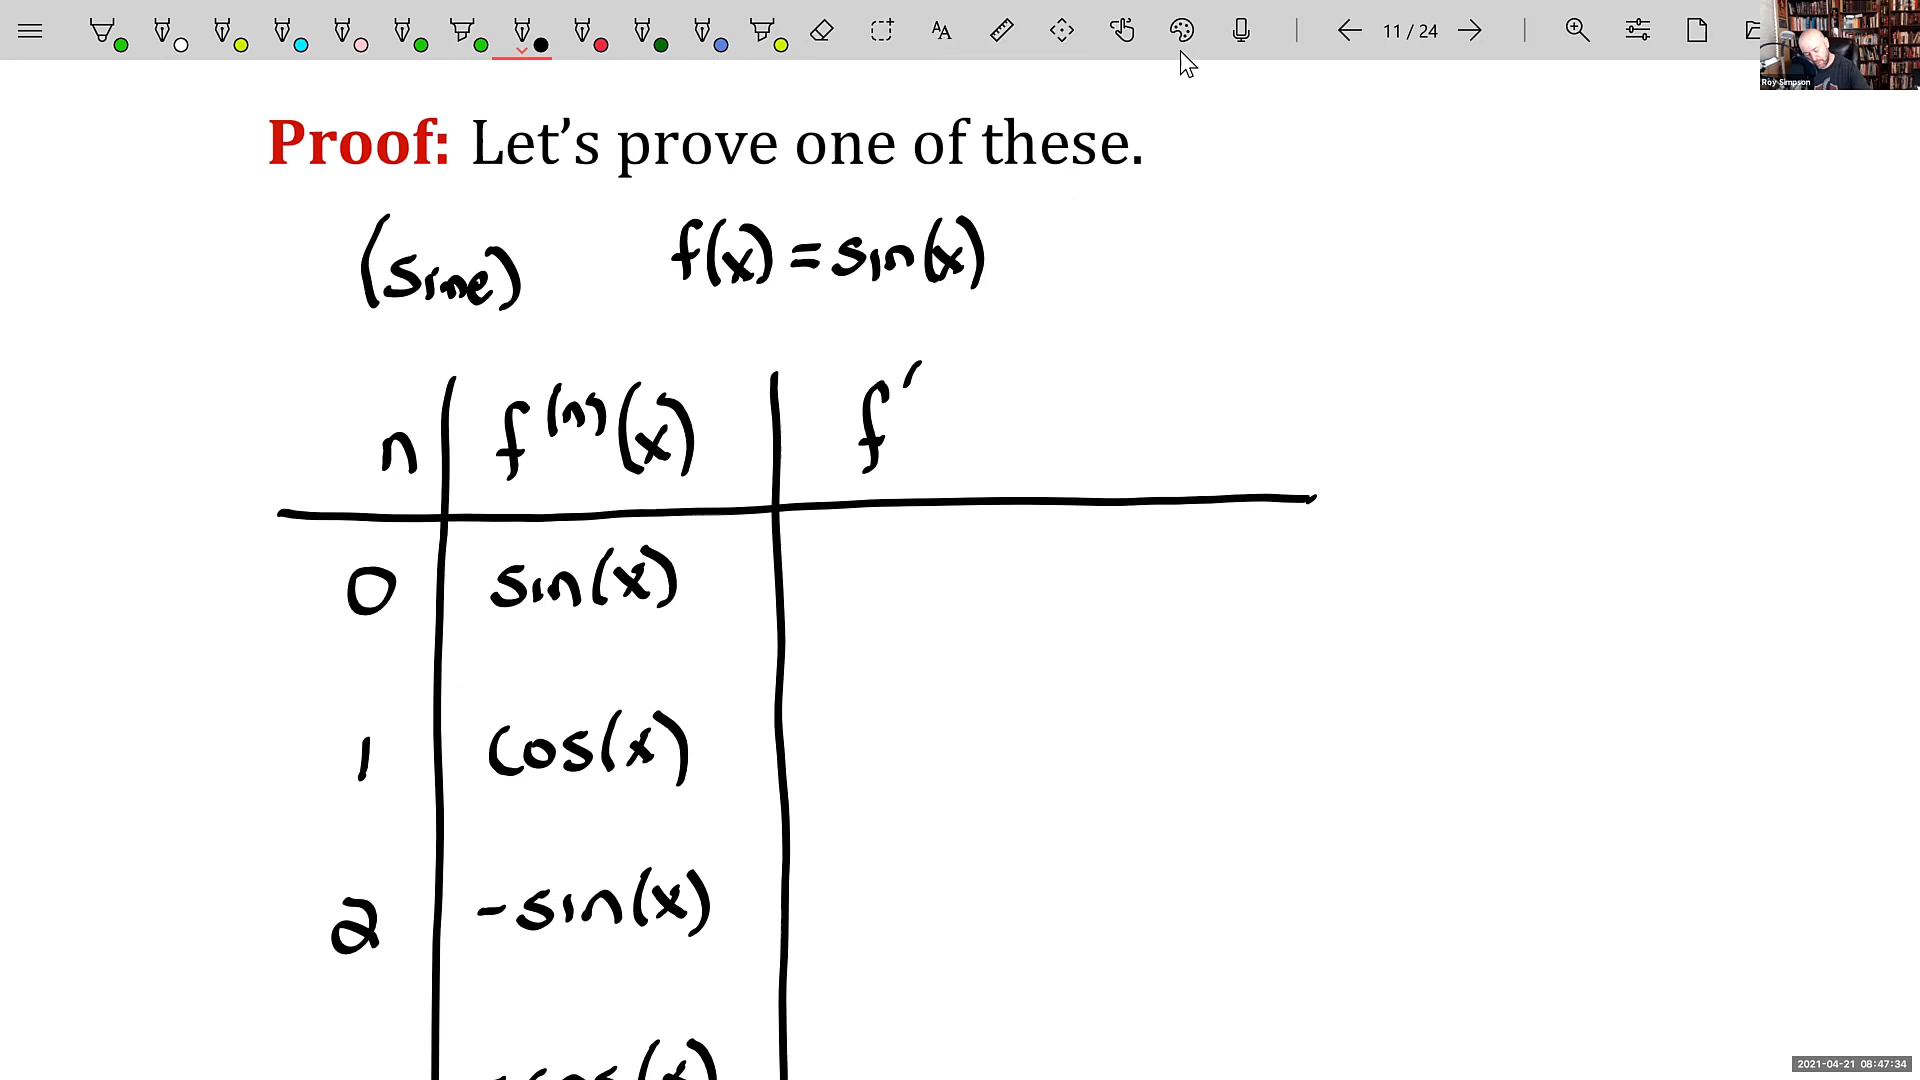 11 / 24
Roy Simpson
Proof: Let’s prove one of these.
(Sine) f(x) = sin(x)
n f⁽ⁿ⁾(x) f′
0 sin(x)
1 cos(x)
2 -sin(x)
-cos(x)
2021-04-21 08:47:34